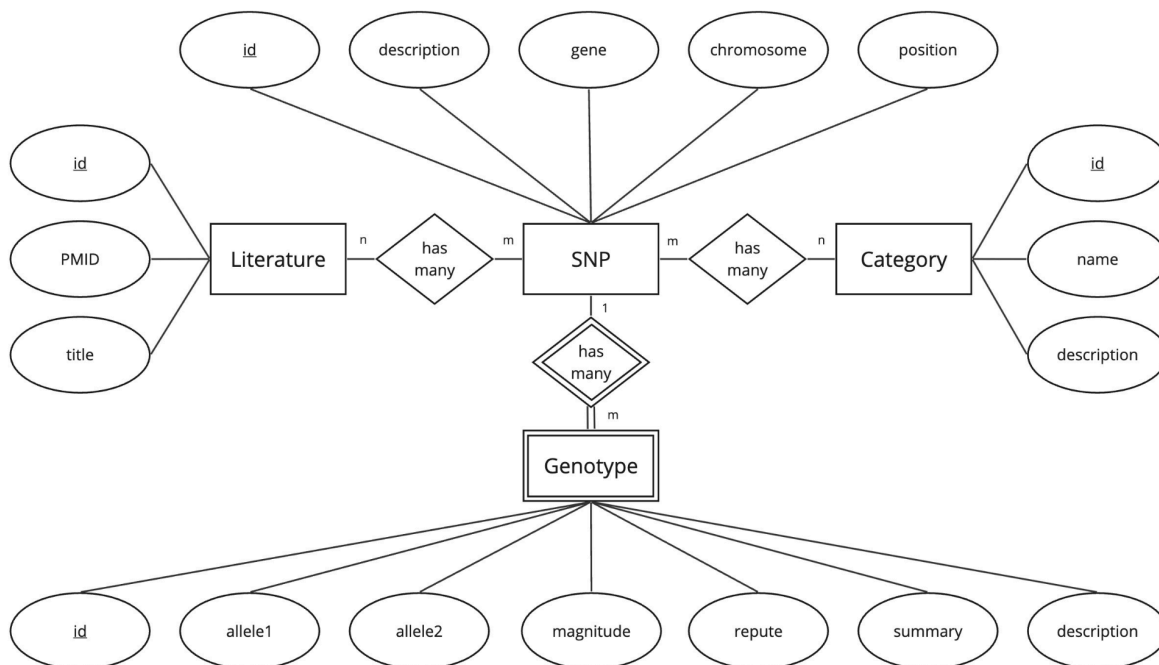 id
description
gene
chromosome
position
id
id
PMID
Literature
n
has
many
m
SNP
m
has
many
n
Category
name
title
1
has
many
m
description
Genotype
id
allele1
allele2
magnitude
repute
summary
description